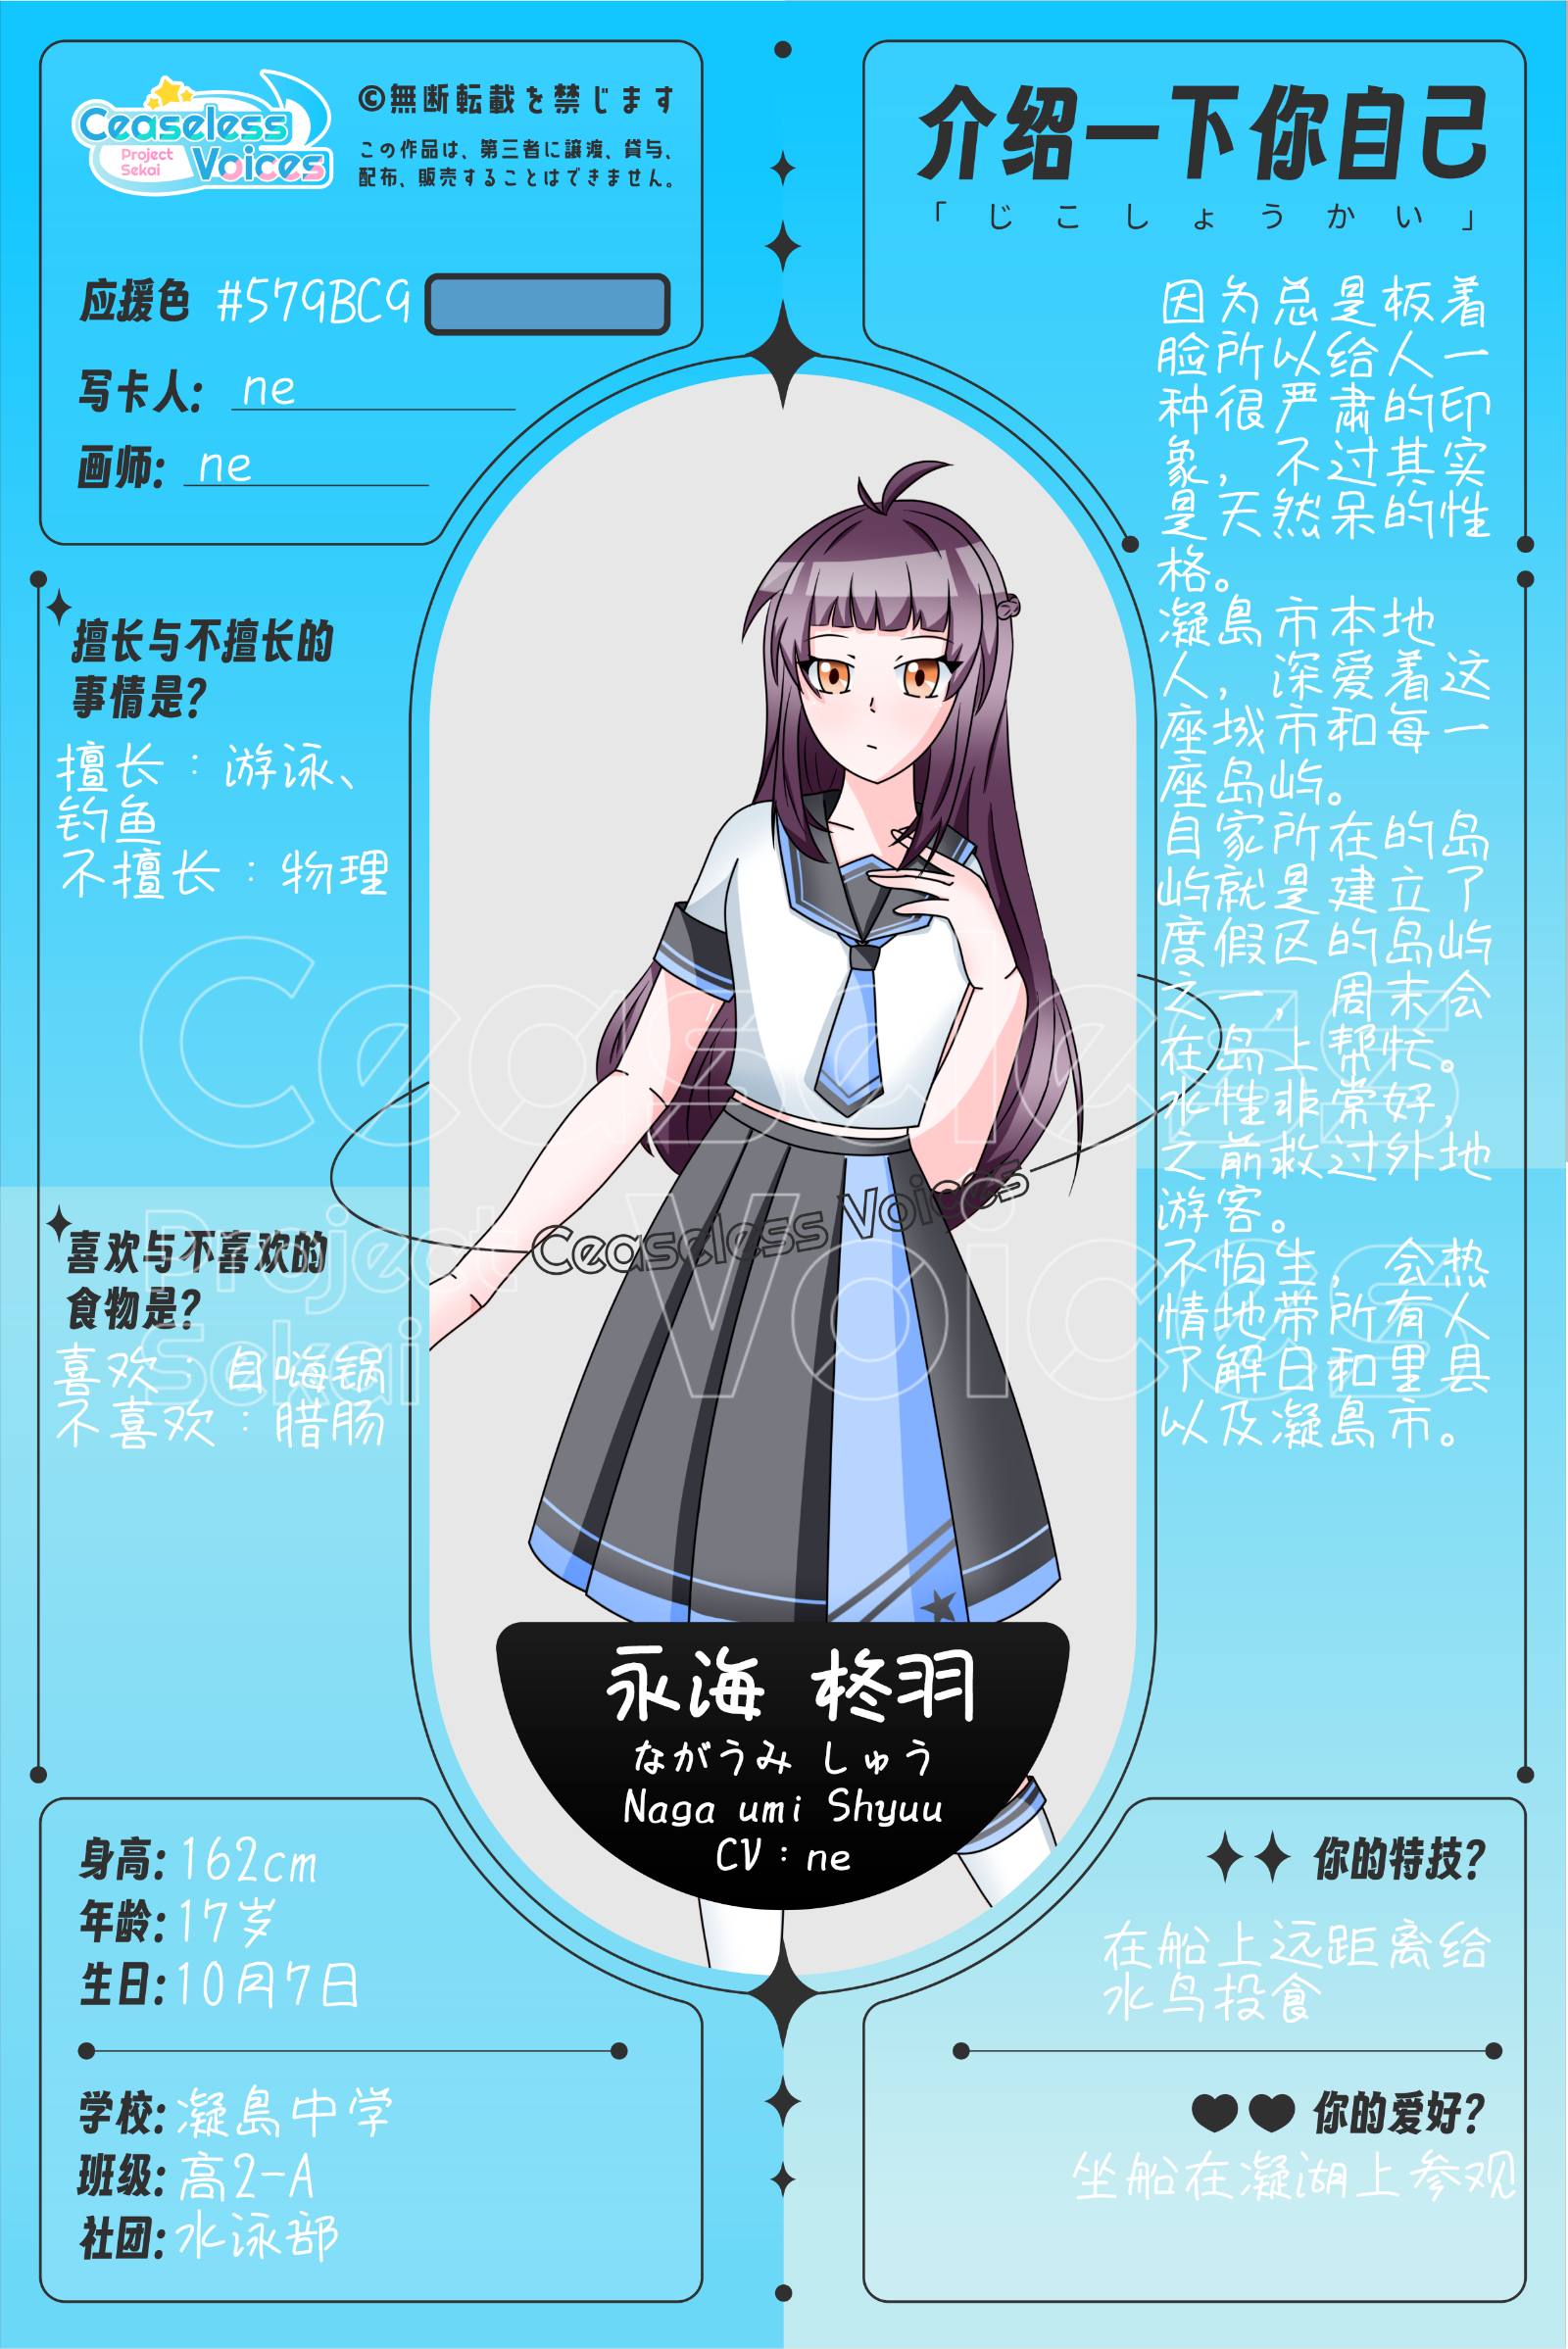 Ceaseless
Project
Sekai
Voices
©無断転載を禁じます
この作品は、第三者に譲渡、貸与、
配布、販売することはできません。
应援色 #579BC9
写卡人: ne
画师: ne
介绍一下你自己
「じこしょうかい」
因为总是板着
脸所以给人一
种很严肃的印
象，不过其实
是天然呆的性
格。
凝島市本地
人，深爱着这
座城市和每一
座岛屿。
自家所在的岛
屿就是建立了
度假区的岛屿
之一，周末会
在岛上帮忙。
水性非常好，
之前救过外地
游客。
不怕生，会热
情地带所有人
了解日和里县
以及凝島市。
擅长与不擅长的
事情是?
擅长：游泳、
钓鱼
不擅长：物理
喜欢与不喜欢的
食物是?
喜欢：自嗨锅
不喜欢：腊肠
Ceaseless
Project
Sekai
Voices
Ceaseless Voices
永海 柊羽
ながうみ しゅう
Naga umi Shyuu
CV：ne
身高: 162cm
年龄: 17岁
生日: 10月7日
学校: 凝島中学
班级: 高2-A
社团: 水泳部
你的特技?
在船上远距离给
水鸟投食
你的爱好?
坐船在凝湖上参观